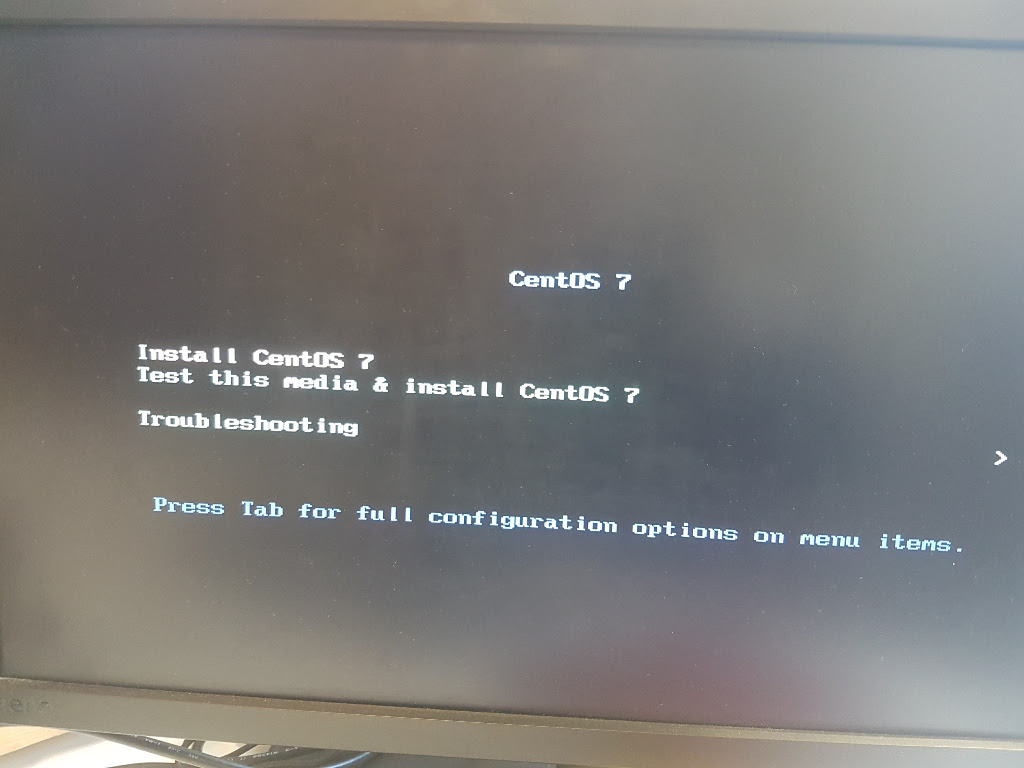 CentOS 7
Install CentOS 7
Test this media & install CentOS 7
Troubleshooting
>
Press Tab for full configuration options on menu items.